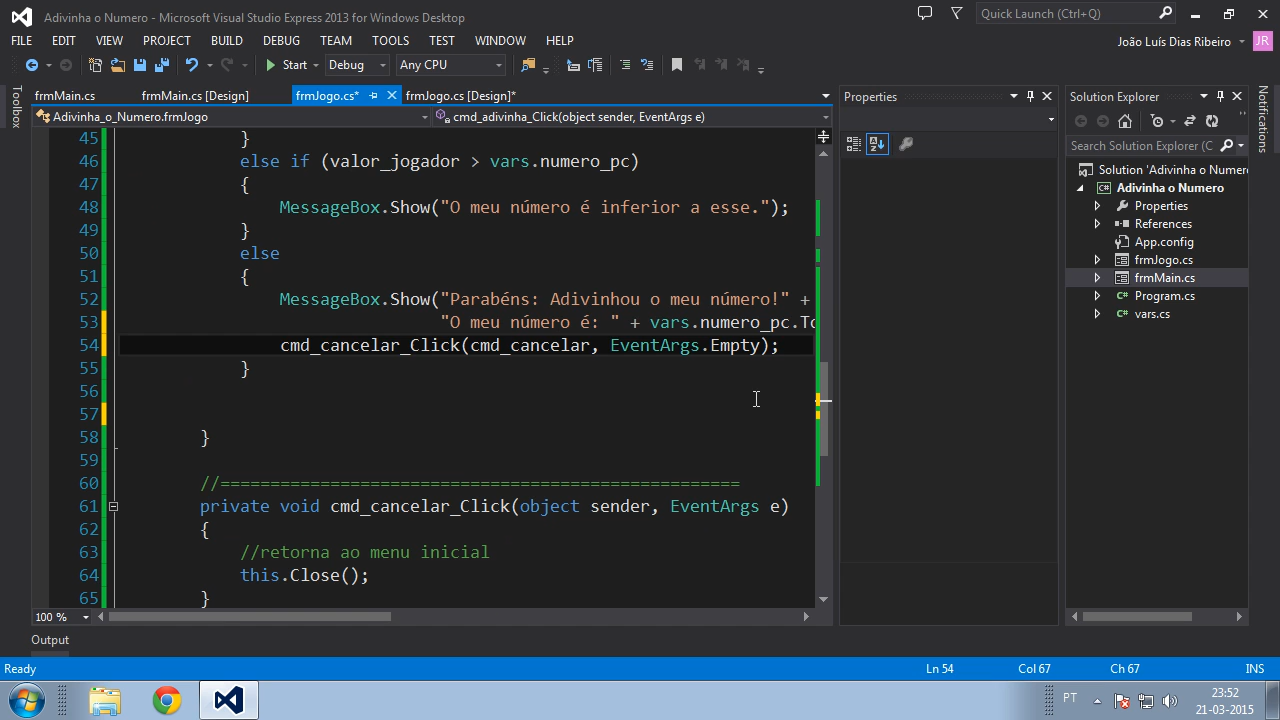 Adivinha o Numero - Microsoft Visual Studio Express 2013 for Windows Desktop
Quick Launch (Ctrl+Q)
FILE EDIT VIEW PROJECT BUILD DEBUG TEAM TOOLS TEST WINDOW HELP
João Luís Dias Ribeiro JR
Start Debug Any CPU
Toolbox
frmMain.cs frmMain.cs [Design] frmJogo.cs* frmJogo.cs [Design]*
Adivinha_o_Numero.frmJogo cmd_adivinha_Click(object sender, EventArgs e)
45 }
46 else if (valor_jogador > vars.numero_pc)
47 {
48 MessageBox.Show("O meu número é inferior a esse.");
49 }
50 else
51 {
52 MessageBox.Show("Parabéns: Adivinhou o meu número!" +
53 "O meu número é: " + vars.numero_pc.To
54 cmd_cancelar_Click(cmd_cancelar, EventArgs.Empty);
55 }
56
57
58 }
59
60 //====================================================
61 private void cmd_cancelar_Click(object sender, EventArgs e)
62 {
63 //retorna ao menu inicial
64 this.Close();
65 }
100 %
Properties
Solution Explorer
Search Solution Explorer (C
Solution 'Adivinha o Numero
Adivinha o Numero
Properties
References
App.config
frmJogo.cs
frmMain.cs
Program.cs
vars.cs
Notifications
Output
Ready Ln 54 Col 67 Ch 67 INS
PT 23:52
21-03-2015